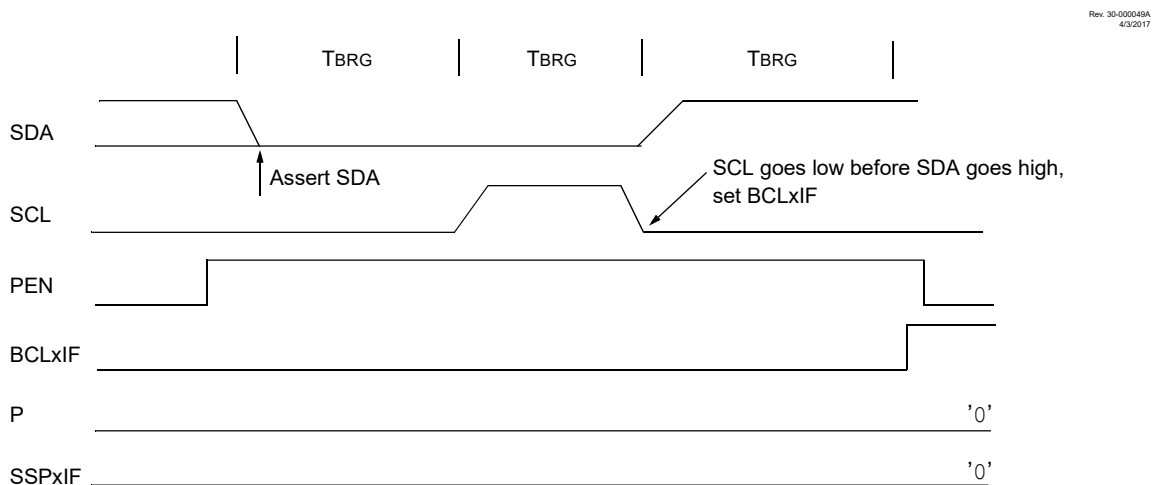 Rev. 30-000049A
4/3/2017
TBRG TBRG TBRG
SDA
Assert SDA
SCL goes low before SDA goes high,
set BCLxIF
SCL
PEN
BCLxIF
P '0'
SSPxIF '0'